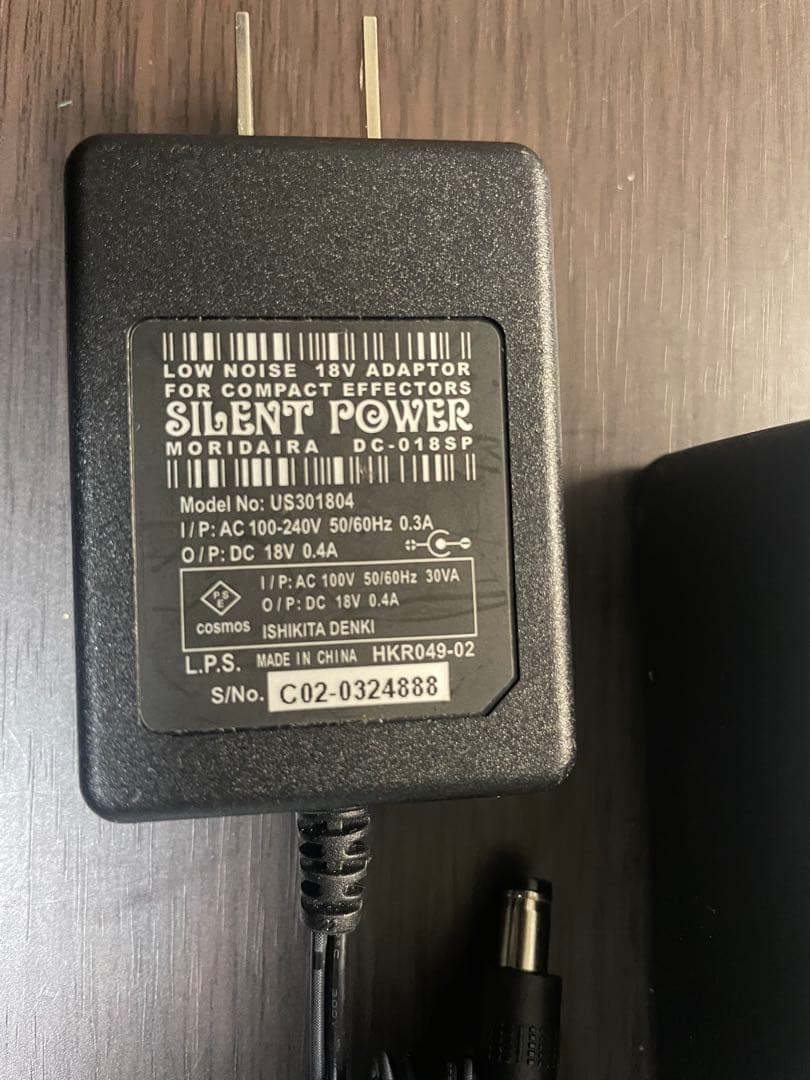 LOW NOISE 18V ADAPTOR
FOR COMPACT EFFECTORS
SILENT POWER
MORIDAIRA DC-018SP
Model No: US301804
I/P: AC 100-240V 50/60Hz 0.3A
O/P: DC 18V 0.4A
PSE
cosmos
I/P: AC 100V 50/60Hz 30VA
O/P: DC 18V 0.4A
ISHIKITA DENKI
L.P.S. MADE IN CHINA HKR049-02
S/No. C02-0324888